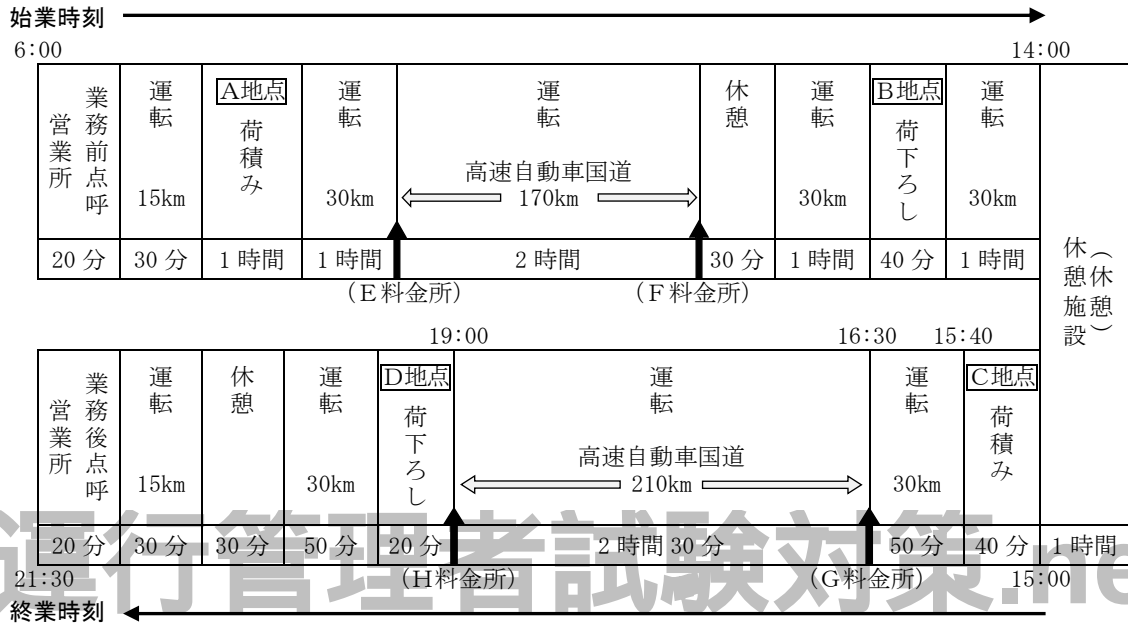 始業時刻
6:00
14:00
営業所
業務前点呼
運転
15km
A地点
荷積み
運転
30km
運転
高速自動車国道
170km
休憩
運転
30km
B地点
荷下ろし
運転
30km
20分
30分
1時間
1時間
2時間
30分
1時間
40分
1時間
(E料金所)
(F料金所)
休憩施設
(休憩)
19:00
16:30
15:40
営業所
業務後点呼
運転
15km
休憩
運転
30km
D地点
荷下ろし
運転
高速自動車国道
210km
運転
30km
C地点
荷積み
20分
30分
30分
50分
20分
2時間30分
50分
40分
1時間
21:30
(H料金所)
(G料金所)
15:00
終業時刻
運行管理者試験対策.ne